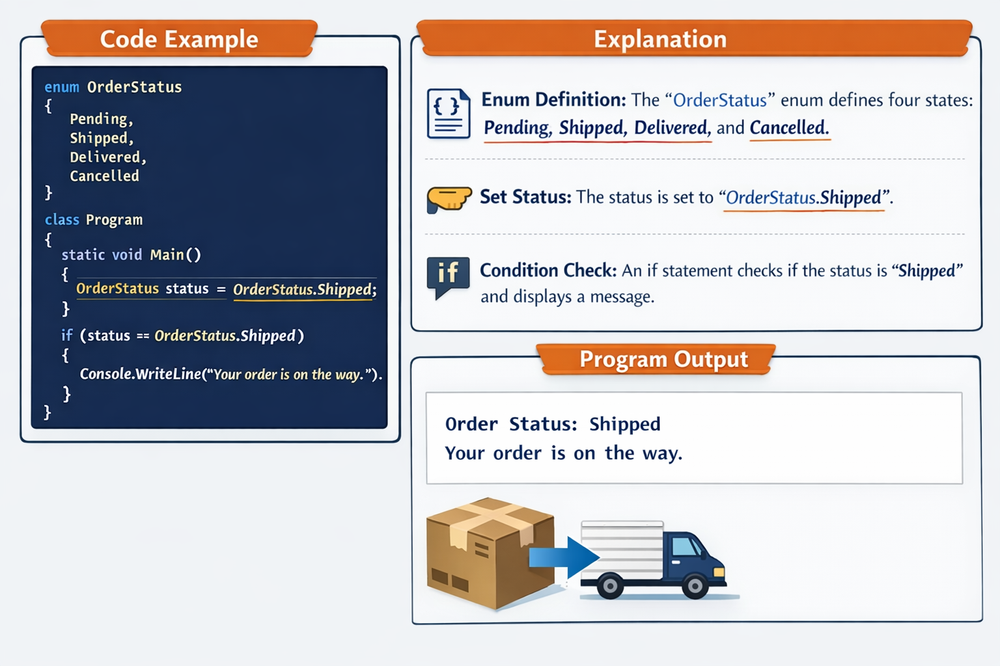 Code Example
enum OrderStatus
{
Pending,
Shipped,
Delivered,
Cancelled
}
class Program
{
static void Main()
{
OrderStatus status = OrderStatus.Shipped;
}
if (status == OrderStatus.Shipped)
{
Console.WriteLine(“Your order is on the way.”).
}
}
Explanation
{ }
Enum Definition: The “OrderStatus” enum defines four states:
Pending, Shipped, Delivered, and Cancelled.
Set Status: The status is set to “OrderStatus.Shipped”.
if
Condition Check: An if statement checks if the status is “Shipped”
and displays a message.
Program Output
Order Status: Shipped
Your order is on the way.